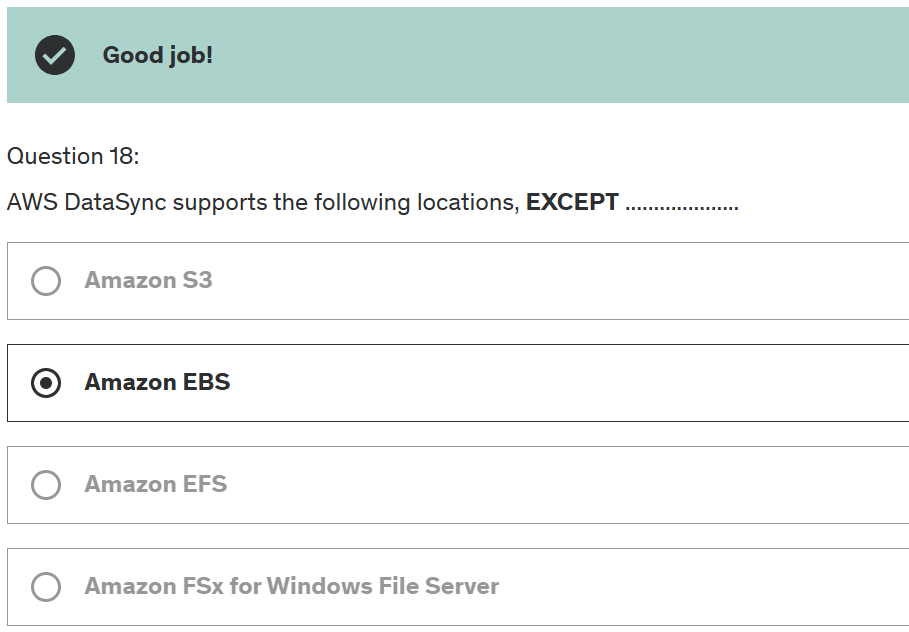 Good job!
Question 18:
AWS DataSync supports the following locations, EXCEPT ....................
Amazon S3
Amazon EBS
Amazon EFS
Amazon FSx for Windows File Server